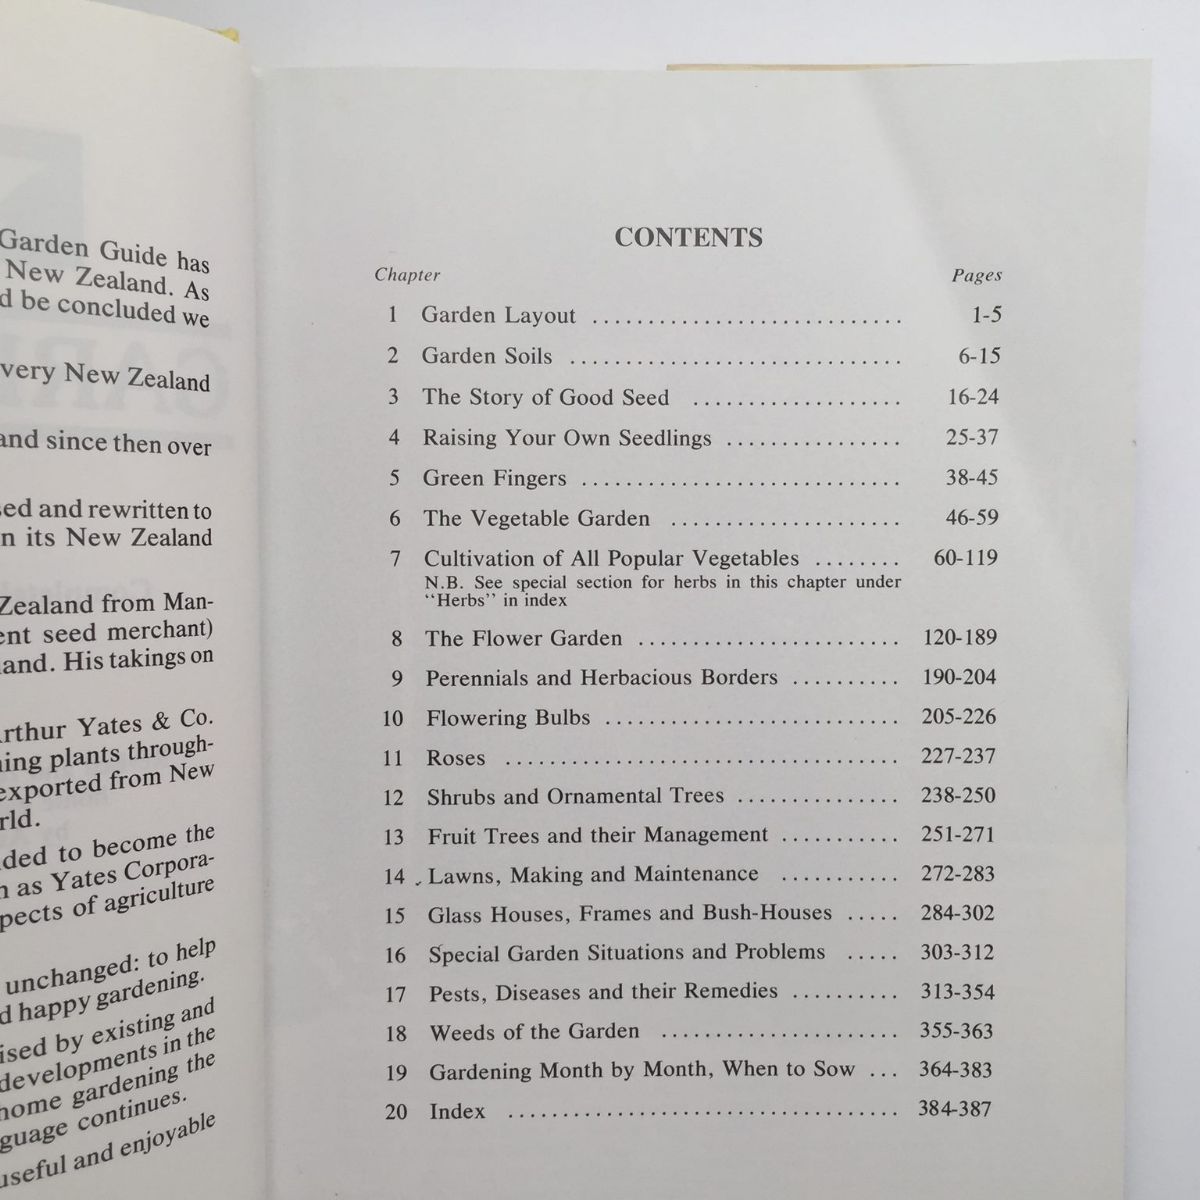 Garden Guide has
New Zealand. As
be concluded we
very New Zealand
and since then over
and rewritten to
its New Zealand
Zealand from Man-
seed merchant)
His takings on
Yates & Co.
plants through-
exported from New
to become the
as Yates Corpora-
of agriculture
unchanged: to help
happy gardening.
by existing and
developments in the
home gardening the
continues.
useful and enjoyable
CONTENTS
Chapter Pages
1 Garden Layout ............................ 1-5
2 Garden Soils .............................. 6-15
3 The Story of Good Seed ................... 16-24
4 Raising Your Own Seedlings ................ 25-37
5 Green Fingers ............................. 38-45
6 The Vegetable Garden ..................... 46-59
7 Cultivation of All Popular Vegetables ........ 60-119
N.B. See special section for herbs in this chapter under
“Herbs” in index
8 The Flower Garden ........................ 120-189
9 Perennials and Herbacious Borders .......... 190-204
10 Flowering Bulbs ........................... 205-226
11 Roses .................................... 227-237
12 Shrubs and Ornamental Trees ............... 238-250
13 Fruit Trees and their Management ........... 251-271
14 Lawns, Making and Maintenance ........... 272-283
15 Glass Houses, Frames and Bush-Houses ..... 284-302
16 Special Garden Situations and Problems ..... 303-312
17 Pests, Diseases and their Remedies .......... 313-354
18 Weeds of the Garden ...................... 355-363
19 Gardening Month by Month, When to Sow ... 364-383
20 Index .................................... 384-387